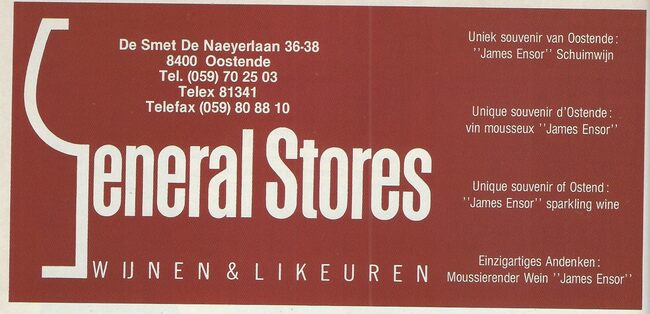 De Smet De Naeyerlaan 36-38
8400 Oostende
Tel. (059) 70 25 03
Telex 81341
Telefax (059) 80 88 10
General Stores
WIJNEN & LIKEUREN
Uniek souvenir van Oostende:
''James Ensor'' Schuimwijn
Unique souvenir d'Ostende:
vin mousseux ''James Ensor''
Unique souvenir of Ostend:
''James Ensor'' sparkling wine
Einzigartiges Andenken:
Moussierender Wein ''James Ensor''